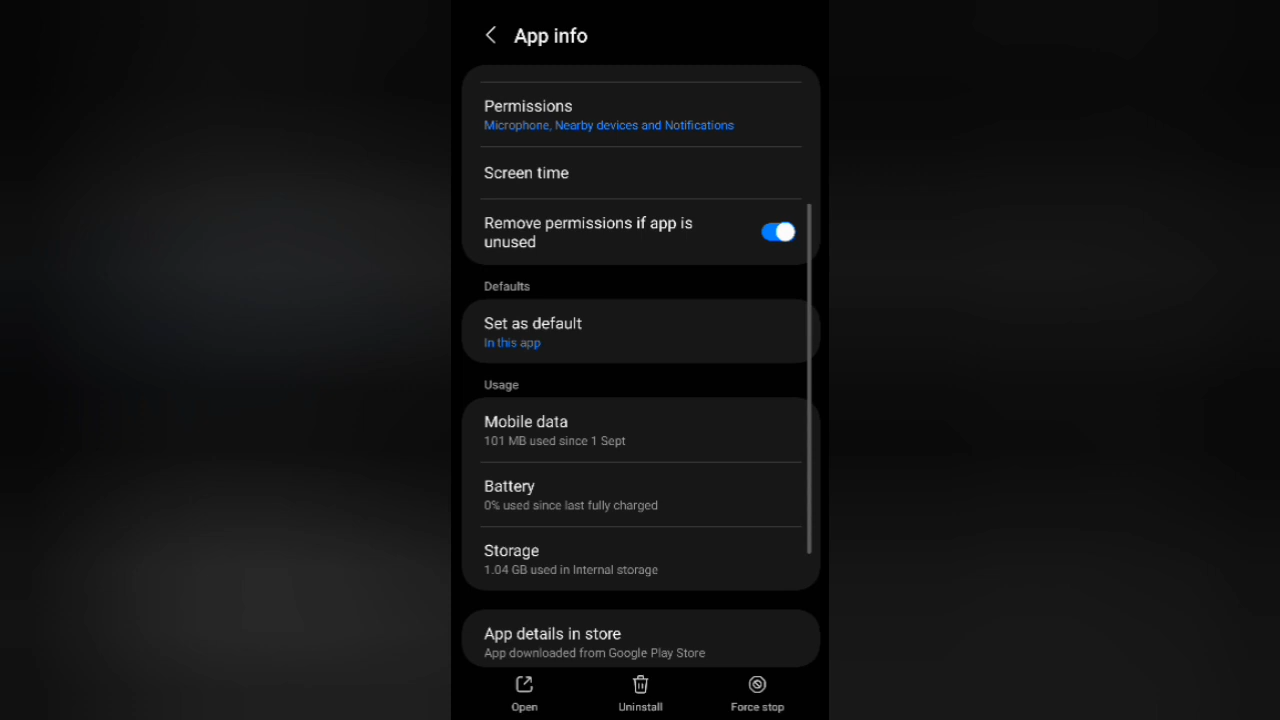 App info
Permissions
Microphone, Nearby devices and Notifications
Screen time
Remove permissions if app is
unused
Defaults
Set as default
In this app
Usage
Mobile data
101 MB used since 1 Sept
Battery
0% used since last fully charged
Storage
1.04 GB used in Internal storage
App details in store
App downloaded from Google Play Store
Open
Uninstall
Force stop